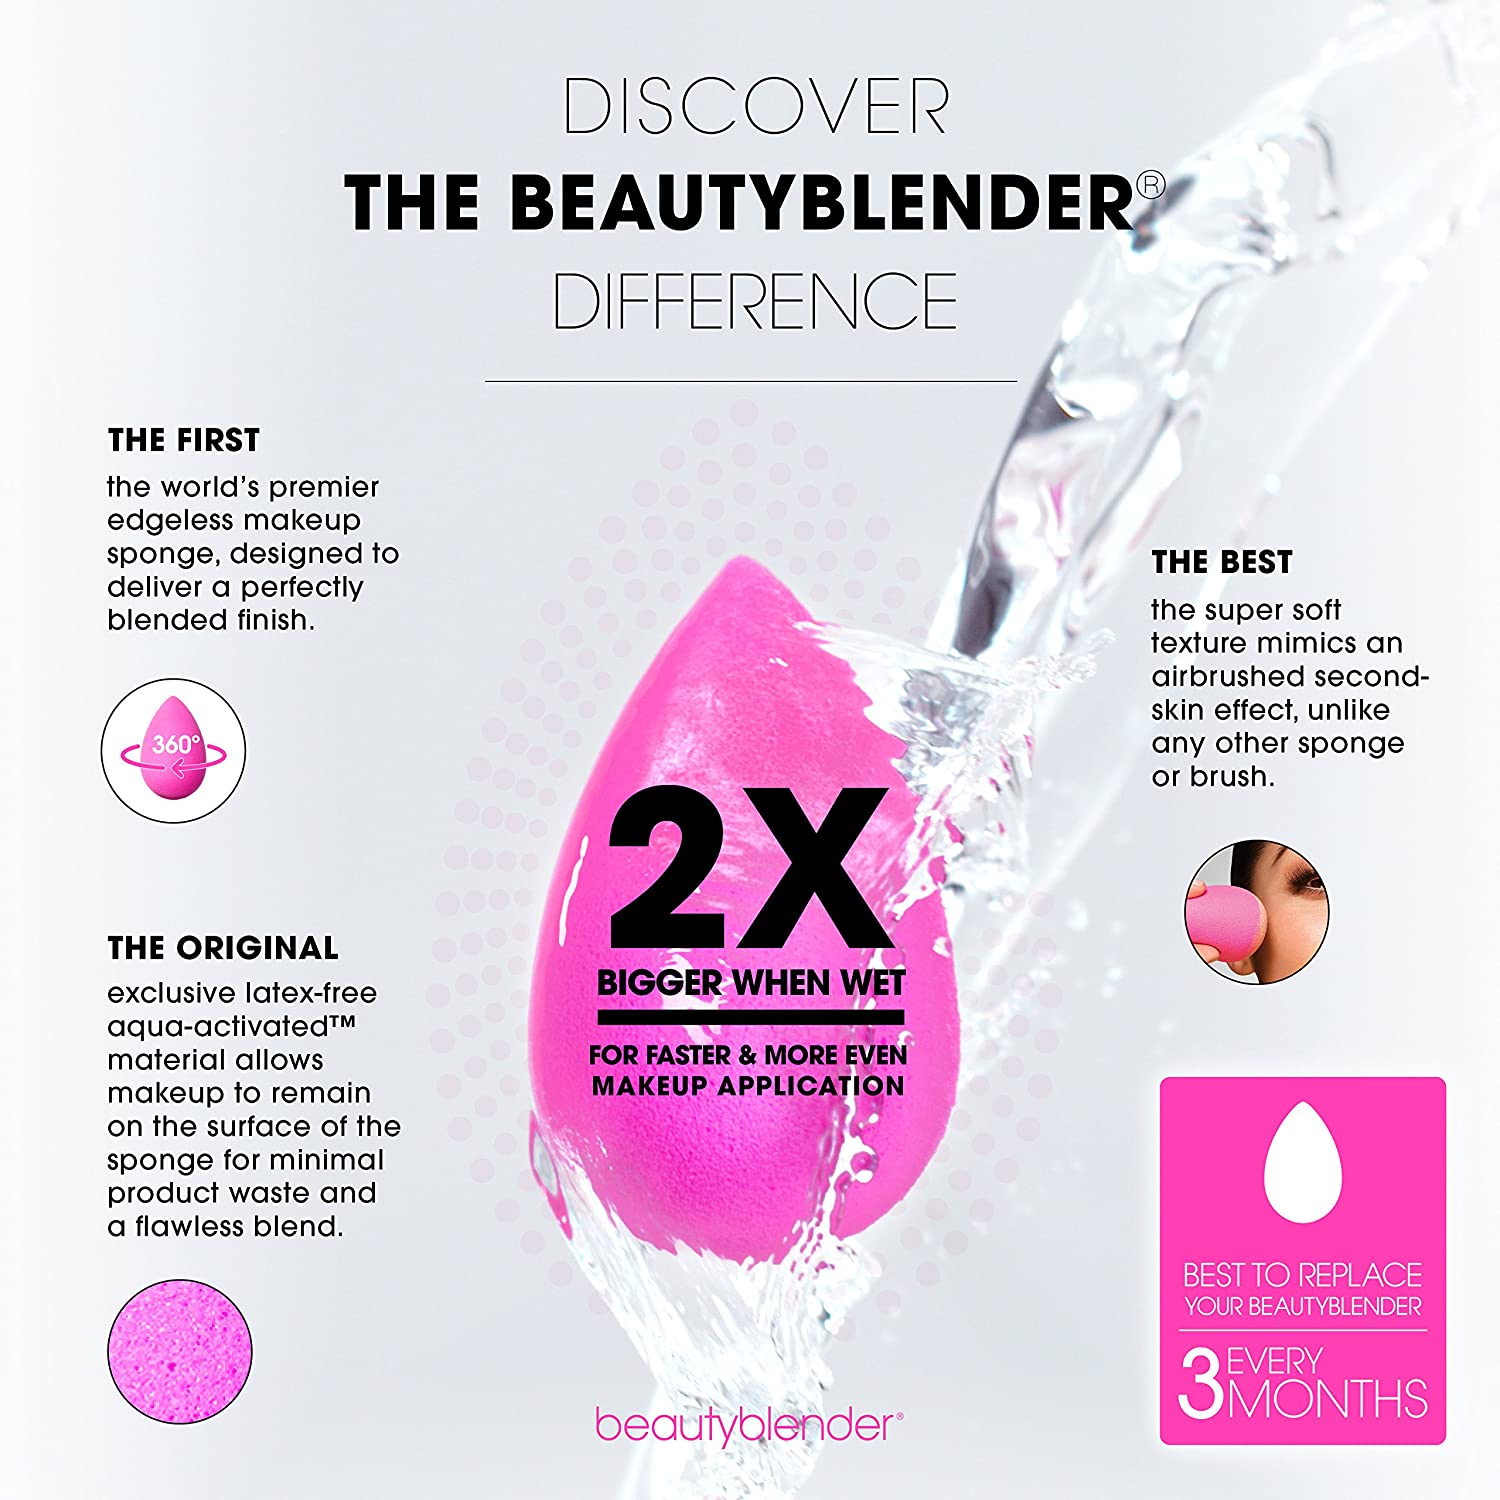 DISCOVER
THE BEAUTYBLENDER®
DIFFERENCE
THE FIRST
the world's premier
edgeless makeup
sponge, designed to
deliver a perfectly
blended finish.
360°
THE ORIGINAL
exclusive latex-free
aqua-activated™
material allows
makeup to remain
on the surface of the
sponge for minimal
product waste and
a flawless blend.
2X
BIGGER WHEN WET
FOR FASTER & MORE EVEN
MAKEUP APPLICATION
THE BEST
the super soft
texture mimics an
airbrushed second-
skin effect, unlike
any other sponge
or brush.
BEST TO REPLACE
YOUR BEAUTYBLENDER
3 EVERY
MONTHS
beautyblender®